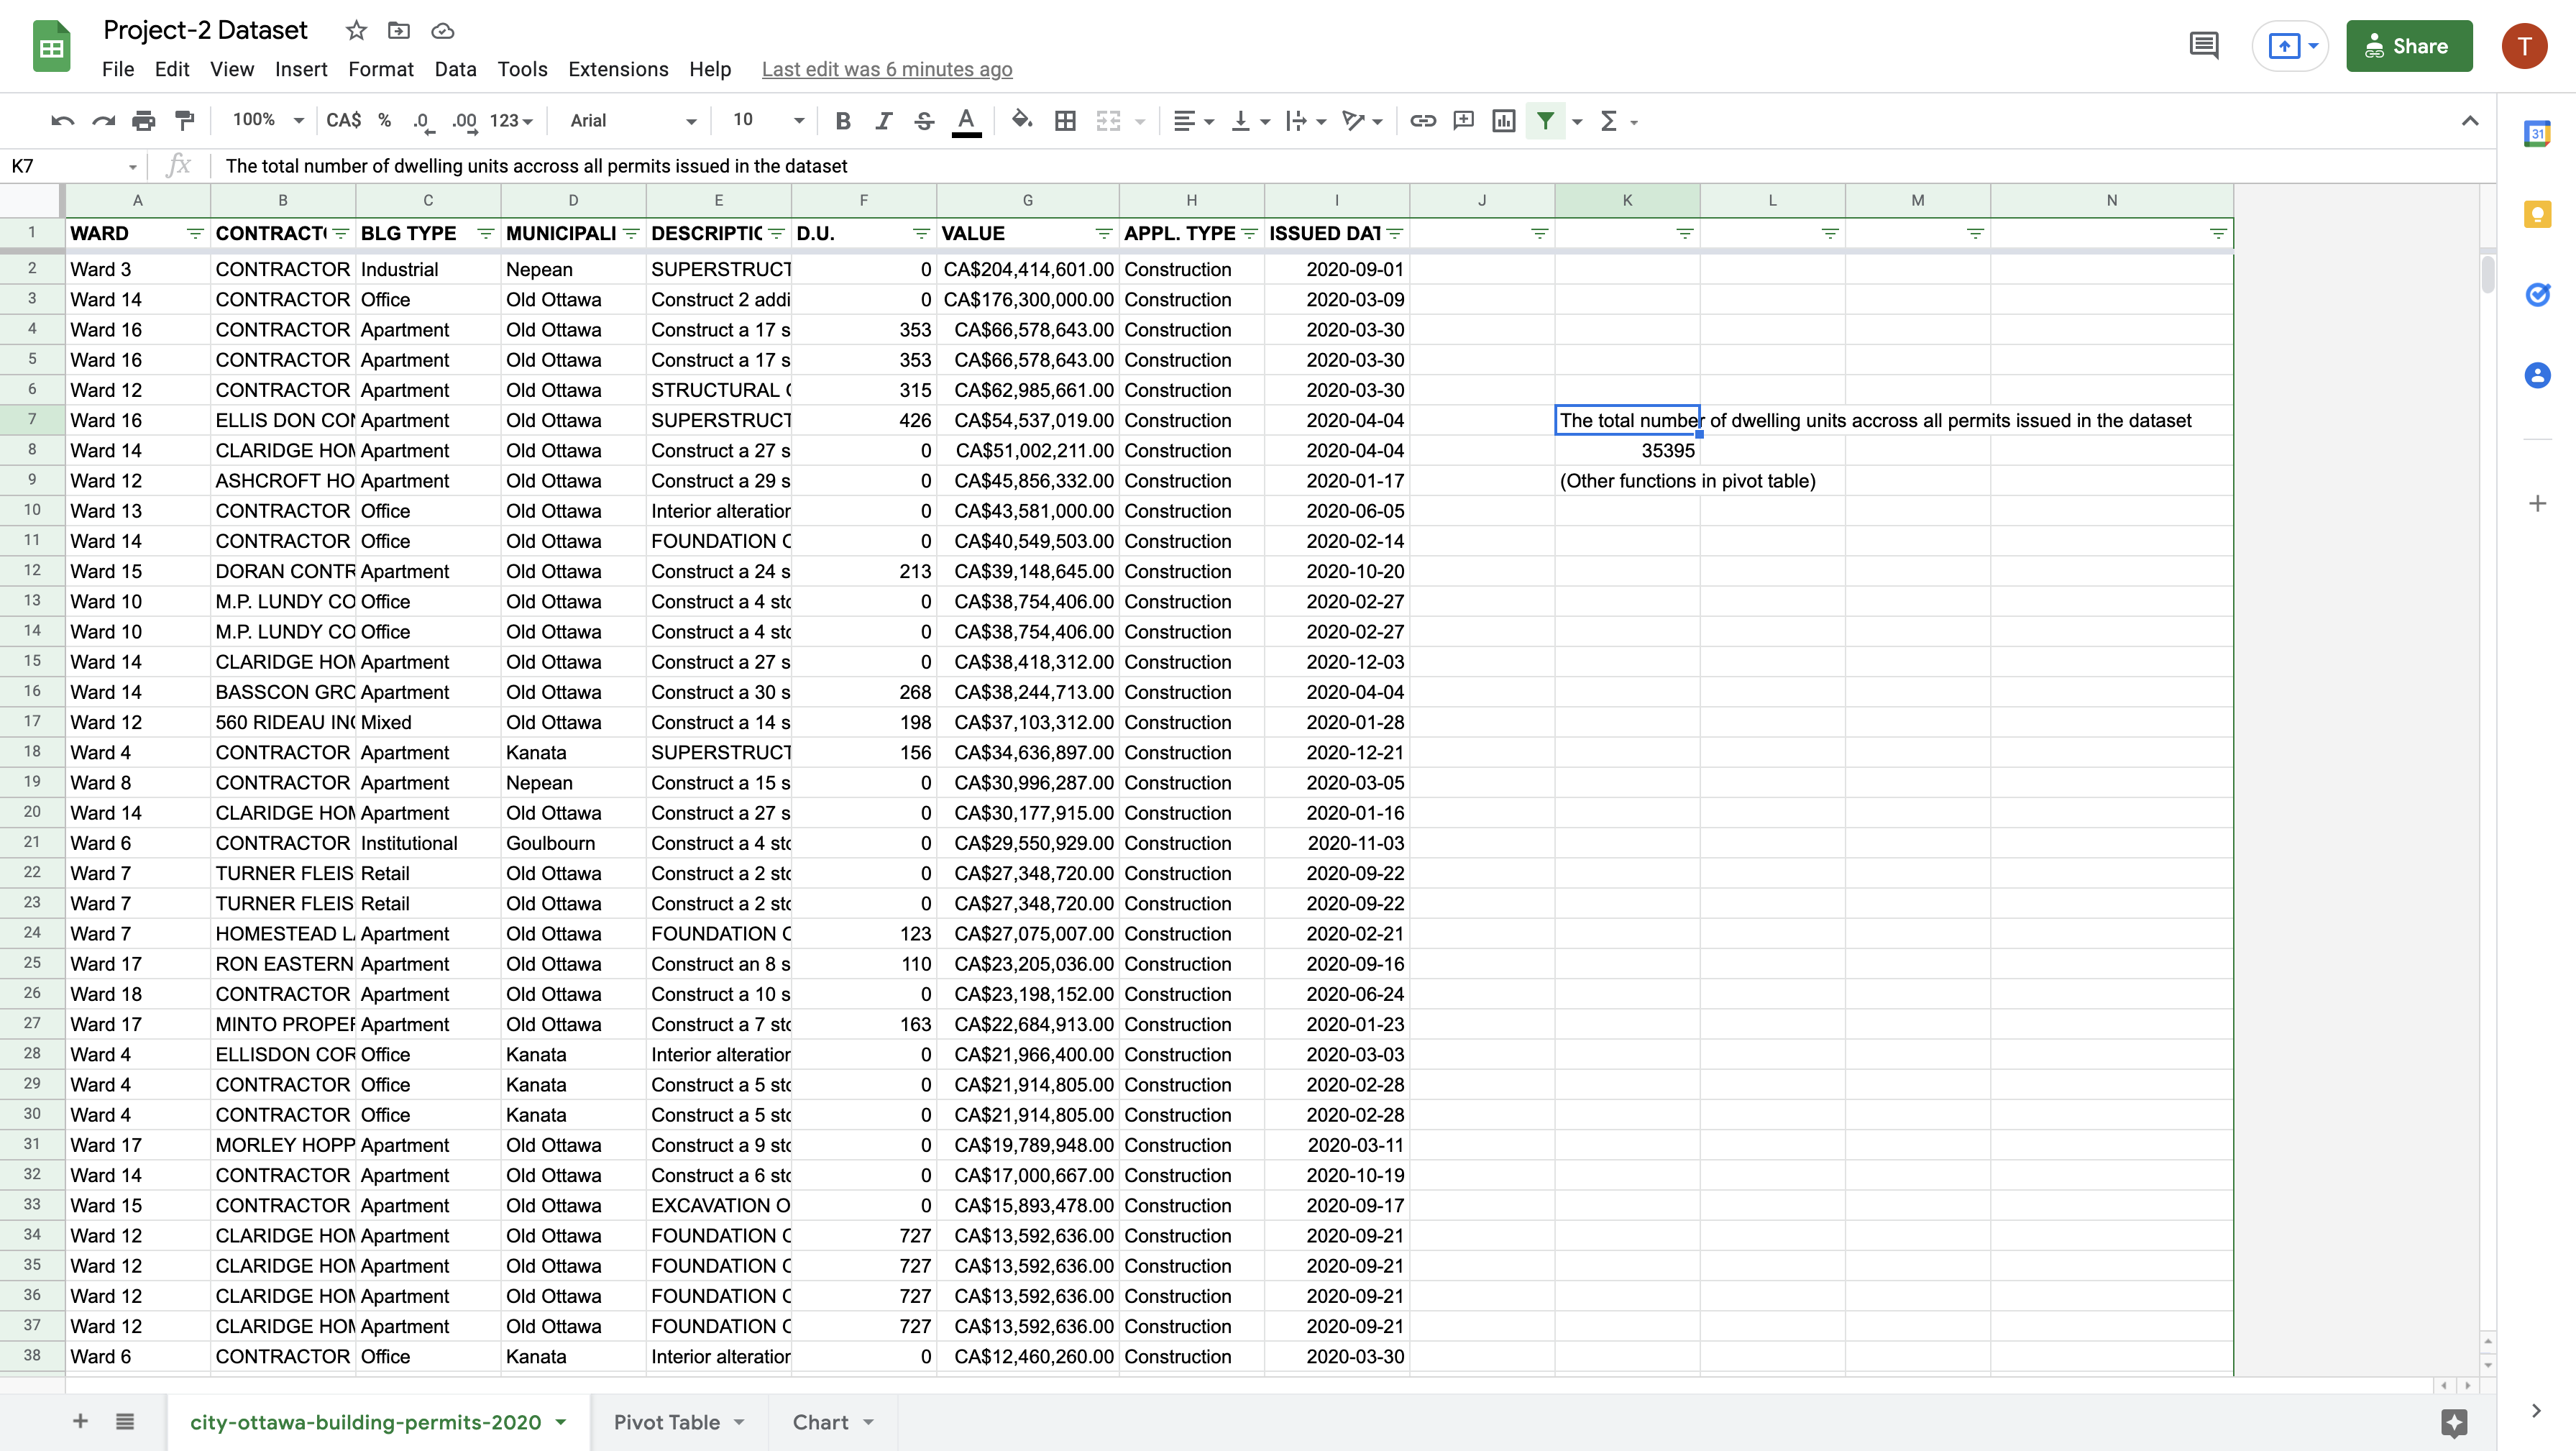 Project-2 Dataset
File Edit View Insert Format Data Tools Extensions Help Last edit was 6 minutes ago
Share
T
100% CA$ % .0 .00 123 Arial 10 B I S A Σ
31
K7 fx The total number of dwelling units accross all permits issued in the dataset
A B C D E F G H I J K L M N
1 WARD CONTRACT( BLG TYPE MUNICIPALI DESCRIPTIC D.U. VALUE APPL. TYPE ISSUED DAT
2 Ward 3 CONTRACTOR Industrial Nepean SUPERSTRUCT 0 CA$204,414,601.00 Construction 2020-09-01
3 Ward 14 CONTRACTOR Office Old Ottawa Construct 2 addi 0 CA$176,300,000.00 Construction 2020-03-09
4 Ward 16 CONTRACTOR Apartment Old Ottawa Construct a 17 s 353 CA$66,578,643.00 Construction 2020-03-30
5 Ward 16 CONTRACTOR Apartment Old Ottawa Construct a 17 s 353 CA$66,578,643.00 Construction 2020-03-30
6 Ward 12 CONTRACTOR Apartment Old Ottawa STRUCTURAL ( 315 CA$62,985,661.00 Construction 2020-03-30
7 Ward 16 ELLIS DON CON Apartment Old Ottawa SUPERSTRUCT 426 CA$54,537,019.00 Construction 2020-04-04 The total number of dwelling units accross all permits issued in the dataset
8 Ward 14 CLARIDGE HOM Apartment Old Ottawa Construct a 27 s 0 CA$51,002,211.00 Construction 2020-04-04 35395
9 Ward 12 ASHCROFT HO Apartment Old Ottawa Construct a 29 s 0 CA$45,856,332.00 Construction 2020-01-17 (Other functions in pivot table)
10 Ward 13 CONTRACTOR Office Old Ottawa Interior alteration 0 CA$43,581,000.00 Construction 2020-06-05
11 Ward 14 CONTRACTOR Office Old Ottawa FOUNDATION C 0 CA$40,549,503.00 Construction 2020-02-14
12 Ward 15 DORAN CONTR Apartment Old Ottawa Construct a 24 s 213 CA$39,148,645.00 Construction 2020-10-20
13 Ward 10 M.P. LUNDY CO Office Old Ottawa Construct a 4 sto 0 CA$38,754,406.00 Construction 2020-02-27
14 Ward 10 M.P. LUNDY CO Office Old Ottawa Construct a 4 sto 0 CA$38,754,406.00 Construction 2020-02-27
15 Ward 14 CLARIDGE HOM Apartment Old Ottawa Construct a 27 s 0 CA$38,418,312.00 Construction 2020-12-03
16 Ward 14 BASSCON GRC Apartment Old Ottawa Construct a 30 s 268 CA$38,244,713.00 Construction 2020-04-04
17 Ward 12 560 RIDEAU INC Mixed Old Ottawa Construct a 14 s 198 CA$37,103,312.00 Construction 2020-01-28
18 Ward 4 CONTRACTOR Apartment Kanata SUPERSTRUCT 156 CA$34,636,897.00 Construction 2020-12-21
19 Ward 8 CONTRACTOR Apartment Nepean Construct a 15 s 0 CA$30,996,287.00 Construction 2020-03-05
20 Ward 14 CLARIDGE HOM Apartment Old Ottawa Construct a 27 s 0 CA$30,177,915.00 Construction 2020-01-16
21 Ward 6 CONTRACTOR Institutional Goulbourn Construct a 4 sto 0 CA$29,550,929.00 Construction 2020-11-03
22 Ward 7 TURNER FLEIS Retail Old Ottawa Construct a 2 sto 0 CA$27,348,720.00 Construction 2020-09-22
23 Ward 7 TURNER FLEIS Retail Old Ottawa Construct a 2 sto 0 CA$27,348,720.00 Construction 2020-09-22
24 Ward 7 HOMESTEAD L Apartment Old Ottawa FOUNDATION C 123 CA$27,075,007.00 Construction 2020-02-21
25 Ward 17 RON EASTERN Apartment Old Ottawa Construct an 8 s 110 CA$23,205,036.00 Construction 2020-09-16
26 Ward 18 CONTRACTOR Apartment Old Ottawa Construct a 10 s 0 CA$23,198,152.00 Construction 2020-06-24
27 Ward 17 MINTO PROPER Apartment Old Ottawa Construct a 7 sto 163 CA$22,684,913.00 Construction 2020-01-23
28 Ward 4 ELLISDON COR Office Kanata Interior alteration 0 CA$21,966,400.00 Construction 2020-03-03
29 Ward 4 CONTRACTOR Office Kanata Construct a 5 sto 0 CA$21,914,805.00 Construction 2020-02-28
30 Ward 4 CONTRACTOR Office Kanata Construct a 5 sto 0 CA$21,914,805.00 Construction 2020-02-28
31 Ward 17 MORLEY HOPP Apartment Old Ottawa Construct a 9 sto 0 CA$19,789,948.00 Construction 2020-03-11
32 Ward 14 CONTRACTOR Apartment Old Ottawa Construct a 6 sto 0 CA$17,000,667.00 Construction 2020-10-19
33 Ward 15 CONTRACTOR Apartment Old Ottawa EXCAVATION O 0 CA$15,893,478.00 Construction 2020-09-17
34 Ward 12 CLARIDGE HOM Apartment Old Ottawa FOUNDATION C 727 CA$13,592,636.00 Construction 2020-09-21
35 Ward 12 CLARIDGE HOM Apartment Old Ottawa FOUNDATION C 727 CA$13,592,636.00 Construction 2020-09-21
36 Ward 12 CLARIDGE HOM Apartment Old Ottawa FOUNDATION C 727 CA$13,592,636.00 Construction 2020-09-21
37 Ward 12 CLARIDGE HOM Apartment Old Ottawa FOUNDATION C 727 CA$13,592,636.00 Construction 2020-09-21
38 Ward 6 CONTRACTOR Office Kanata Interior alteration 0 CA$12,460,260.00 Construction 2020-03-30
city-ottawa-building-permits-2020 Pivot Table Chart